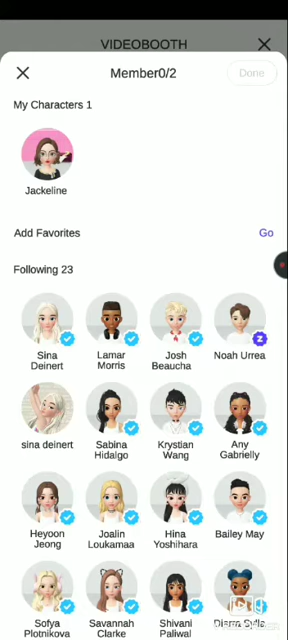 VIDEOBOOTH
Member0/2
Done
My Characters 1
Jackeline
Add Favorites
Go
Following 23
Sina
Deinert
Lamar
Morris
Josh
Beaucha
Noah Urrea
sina deinert
Sabina
Hidalgo
Krystian
Wang
Any
Gabrielly
Heyoon
Jeong
Joalin
Loukamaa
Hina
Yoshihara
Bailey May
Sofya
Plotnikova
Savannah
Clarke
Shivani
Paliwal
Diarra Sylla